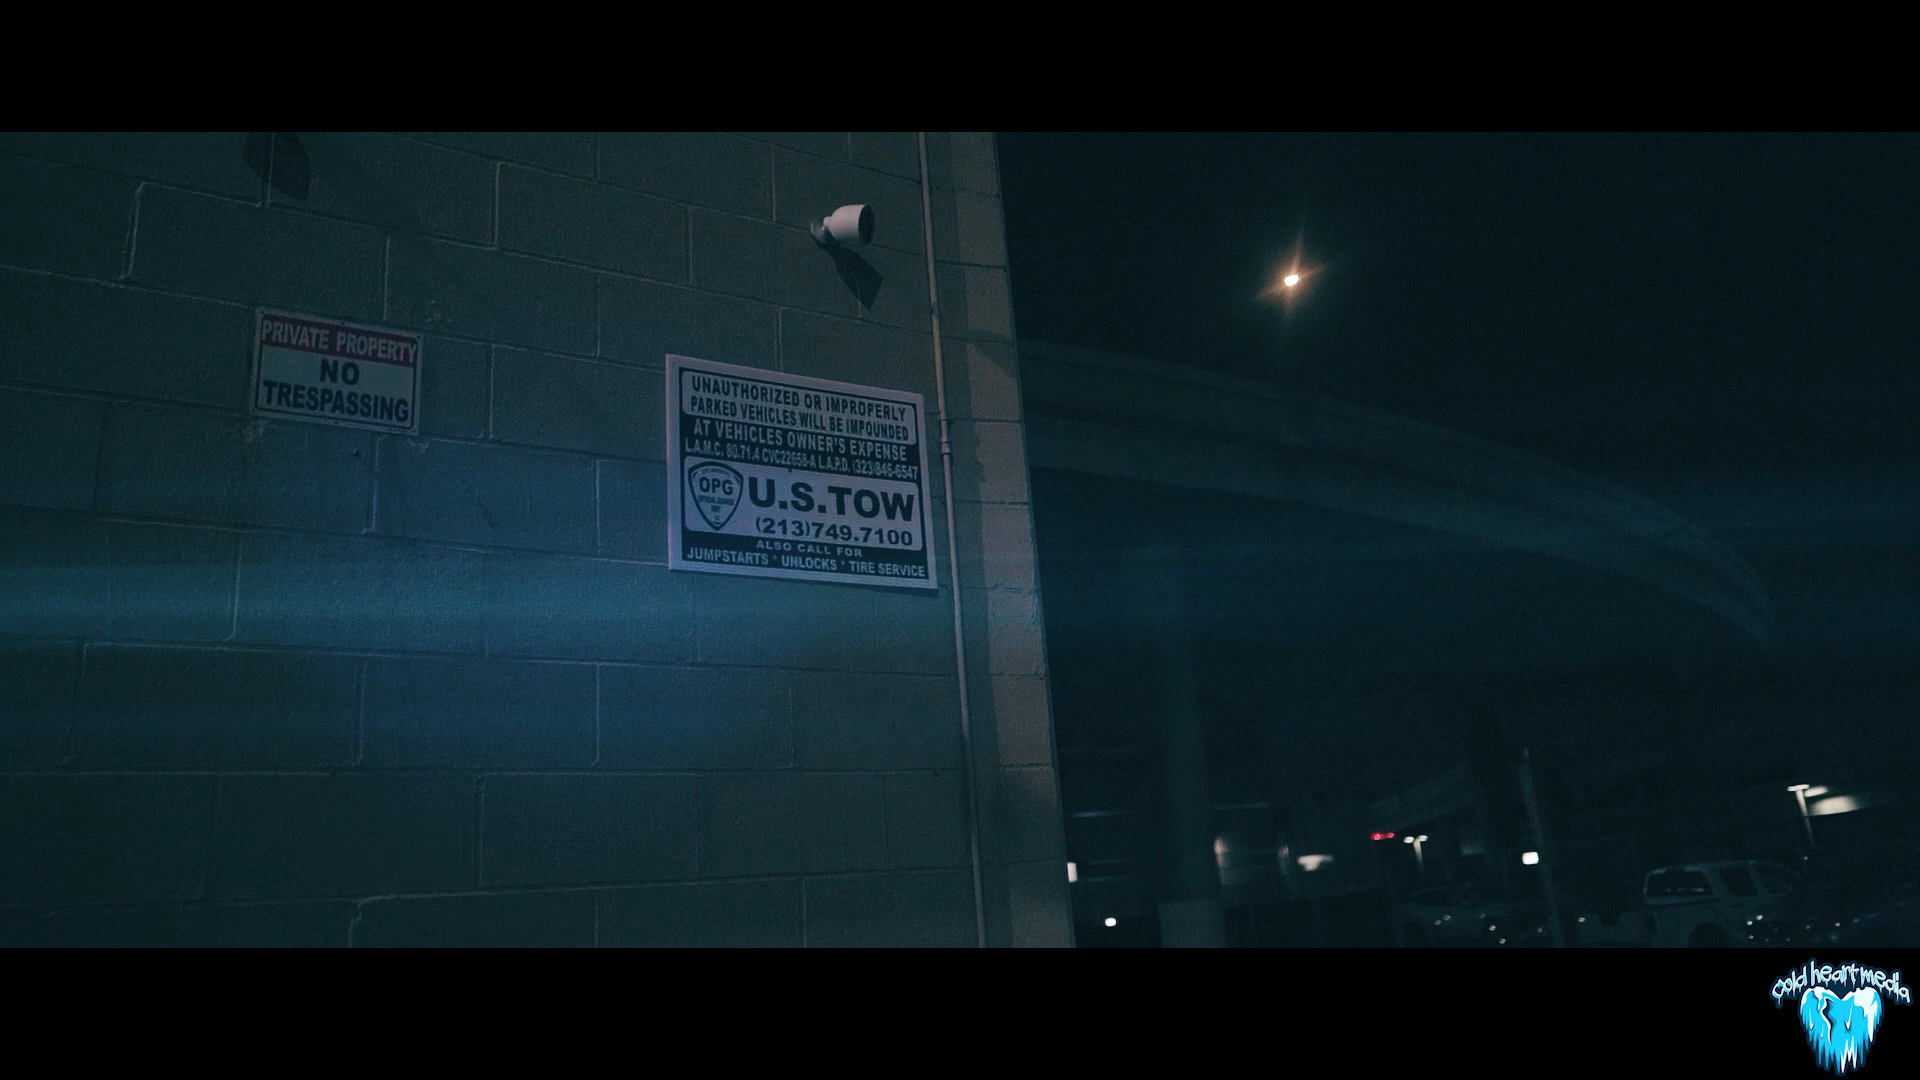 PRIVATE PROPERTY
NO
TRESPASSING
UNAUTHORIZED OR IMPROPERLY
PARKED VEHICLES WILL BE IMPOUNDED
AT VEHICLES OWNER'S EXPENSE
L.A.M.C. 80.71.4 CVC22658-A L.A.P.D. (323)846-6547
OPG
U.S.TOW
(213)749.7100
ALSO CALL FOR
JUMPSTARTS * UNLOCKS * TIRE SERVICE
cold heart media